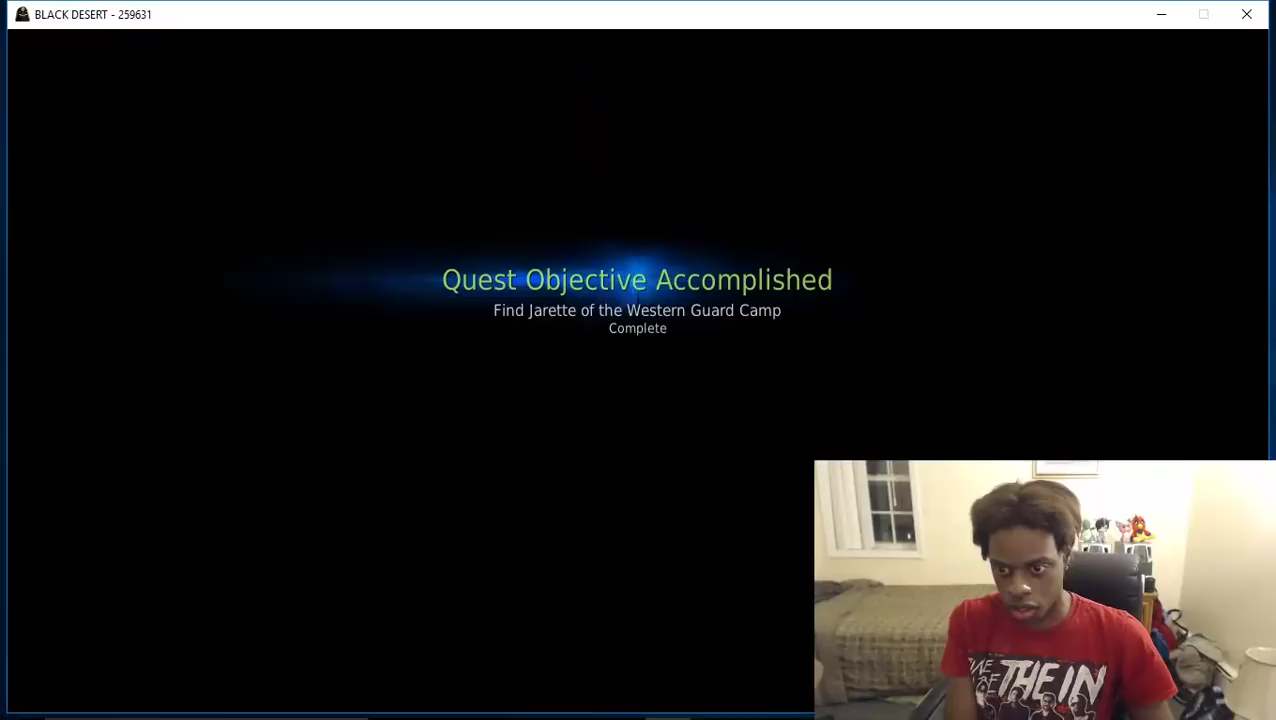 BLACK DESERT - 259631
Quest Objective Accomplished
Find Jarette of the Western Guard Camp
Complete
THE IN